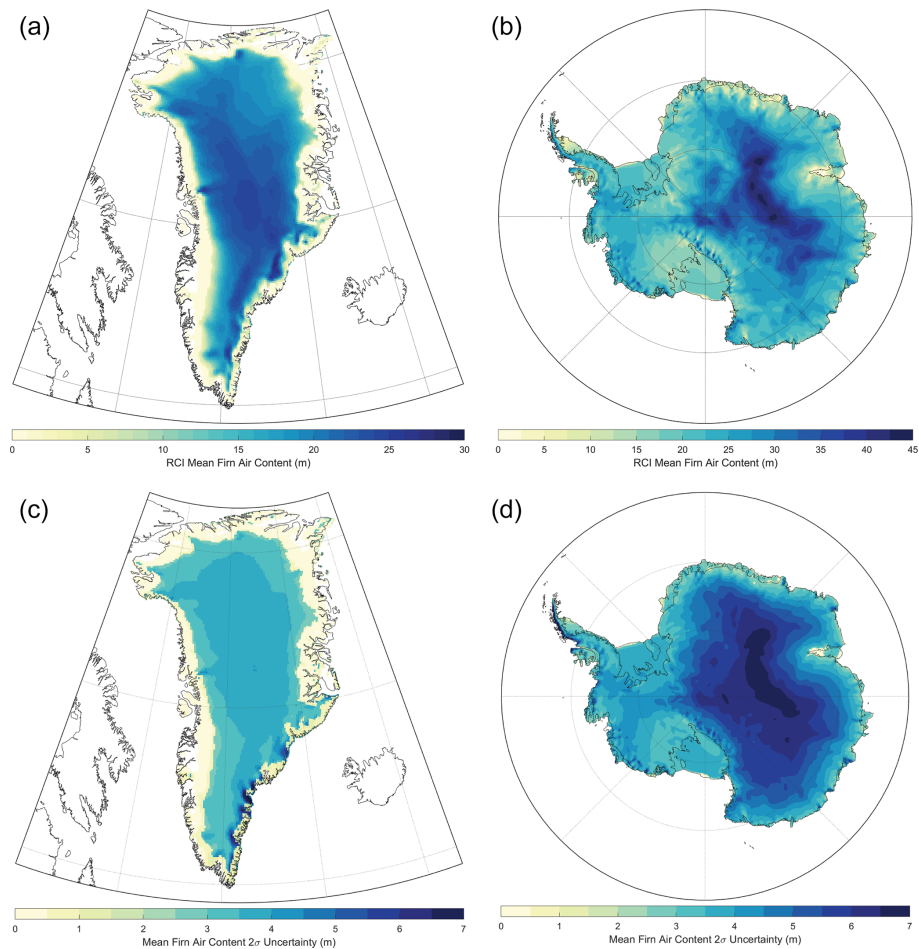 (a)
(b)
0 5 10 15 20 25 30
RCI Mean Firn Air Content (m)
0 5 10 15 20 25 30 35 40 45
RCI Mean Firn Air Content (m)
(c)
(d)
0 1 2 3 4 5 6 7
Mean Firn Air Content 2σ Uncertainty (m)
0 1 2 3 4 5 6 7
Mean Firn Air Content 2σ Uncertainty (m)